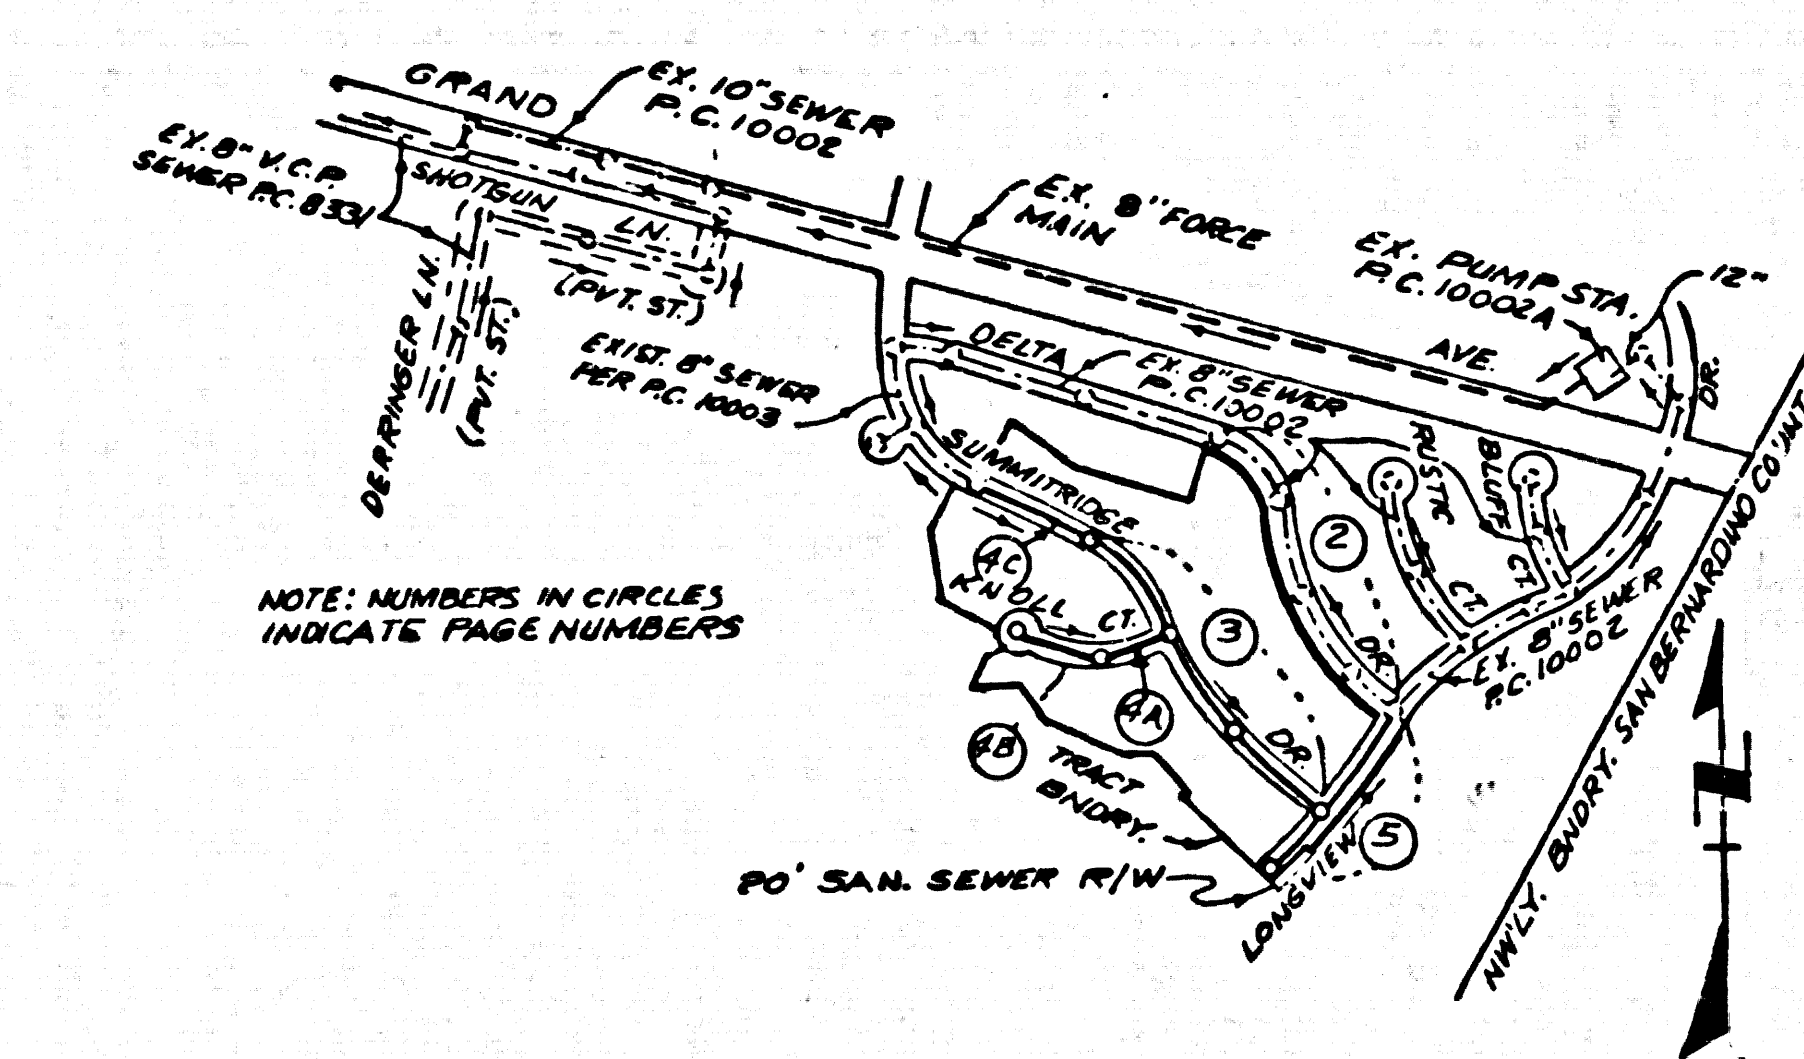 GRAND
EX. 10" SEWER
P.C. 10002
EX. 8" V.C.P.
SEWER P.C. 8331
SHOTGUN
LN.
(PVT. ST.)
DERRINGER LN.
(PVT. ST.)
EX. 8" FORCE
MAIN
EX. PUMP STA.
P.C. 10002A
12"
AVE.
DR.
EXIST. 8" SEWER
PER P.C. 10003
DELTA
EX. 8" SEWER
P.C. 10002
SUMMITRIDGE
RUSTIC
BLUFF
2
4C
KNOLL
CT.
CT.
CT.
3
DR.
EX. 8" SEWER
P.C. 10002
NOTE: NUMBERS IN CIRCLES
INDICATE PAGE NUMBERS
4A
4B
DR.
TRACT
BNDRY.
5
20' SAN. SEWER R/W
LONGVIEW
NW'LY. BNDRY. SAN BERNARDINO CO.